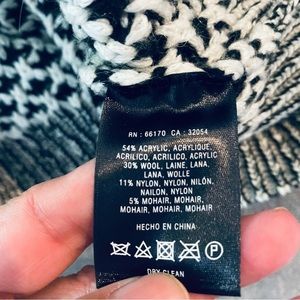 RN : 66170 CA : 32054
54% ACRYLIC, ACRYLIQUE
ACRILICO, ACRILICO, ACRYL
30% WOOL, LAINE, LANA,
LANA, WOLLE
11% NYLON, NYLON, NILÓN,
NAILON, NYLON
5% MOHAIR, MOHAIR,
MOHAIR, MOHAIR, MOHAIR
HECHO EN CHINA
DRY CLEAN